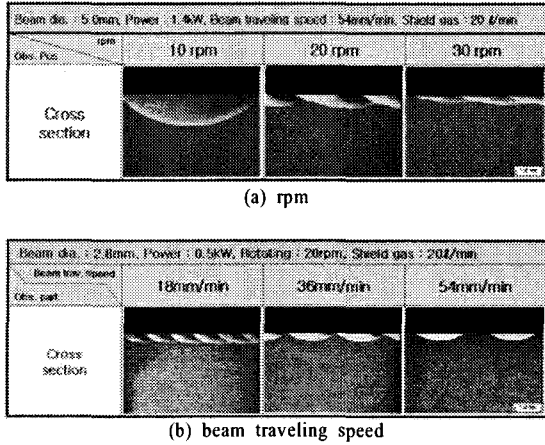 Beam dia. : 5.0mm, Power : 1.4kW, Beam traveling speed : 54mm/min, Shield gas : 20ℓ/min
rpm
Obs. Pos
10 rpm 20 rpm 30 rpm
Cross
section
(a) rpm
Beam dia. : 2.8mm, Power : 0.5kW, Rotating : 20rpm, Shield gas : 20ℓ/min
Beam trav. speed
Obs. part
18mm/min 36mm/min 54mm/min
Cross
section
(b) beam traveling speed